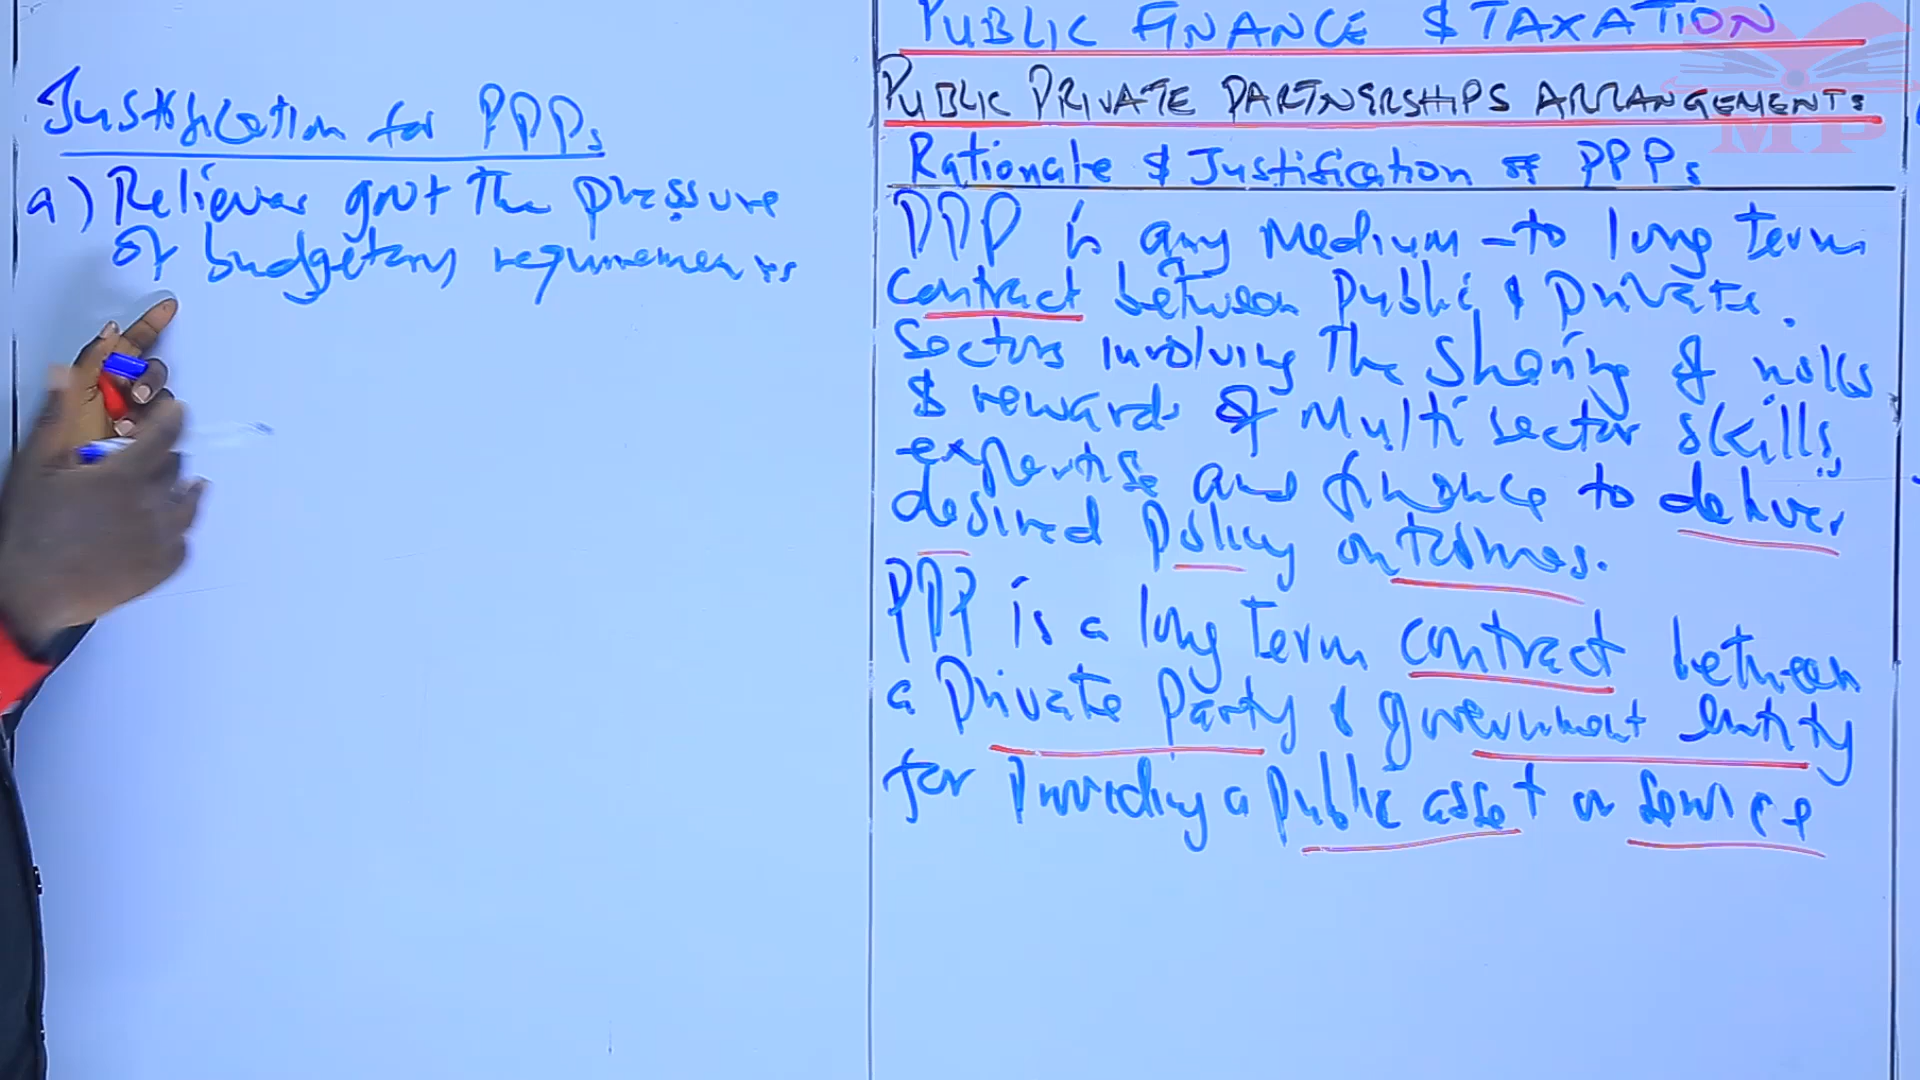 PUBLIC FINANCE & TAXATION
PUBLIC PRIVATE PARTNERSHIPS ARRANGEMENTS
MP
Rationale & Justification of PPPs
PPP is any medium-to long term
contract between public & private
sectors involving the sharing of risks
& rewards of multi sector skills,
expertise and finance to deliver
desired policy outcomes.
PPP is a long term contract between
a private party & government entity
for providing a public asset or service
Justification for PPPs
a) Relieves govt the pressure
of budgetary requirements